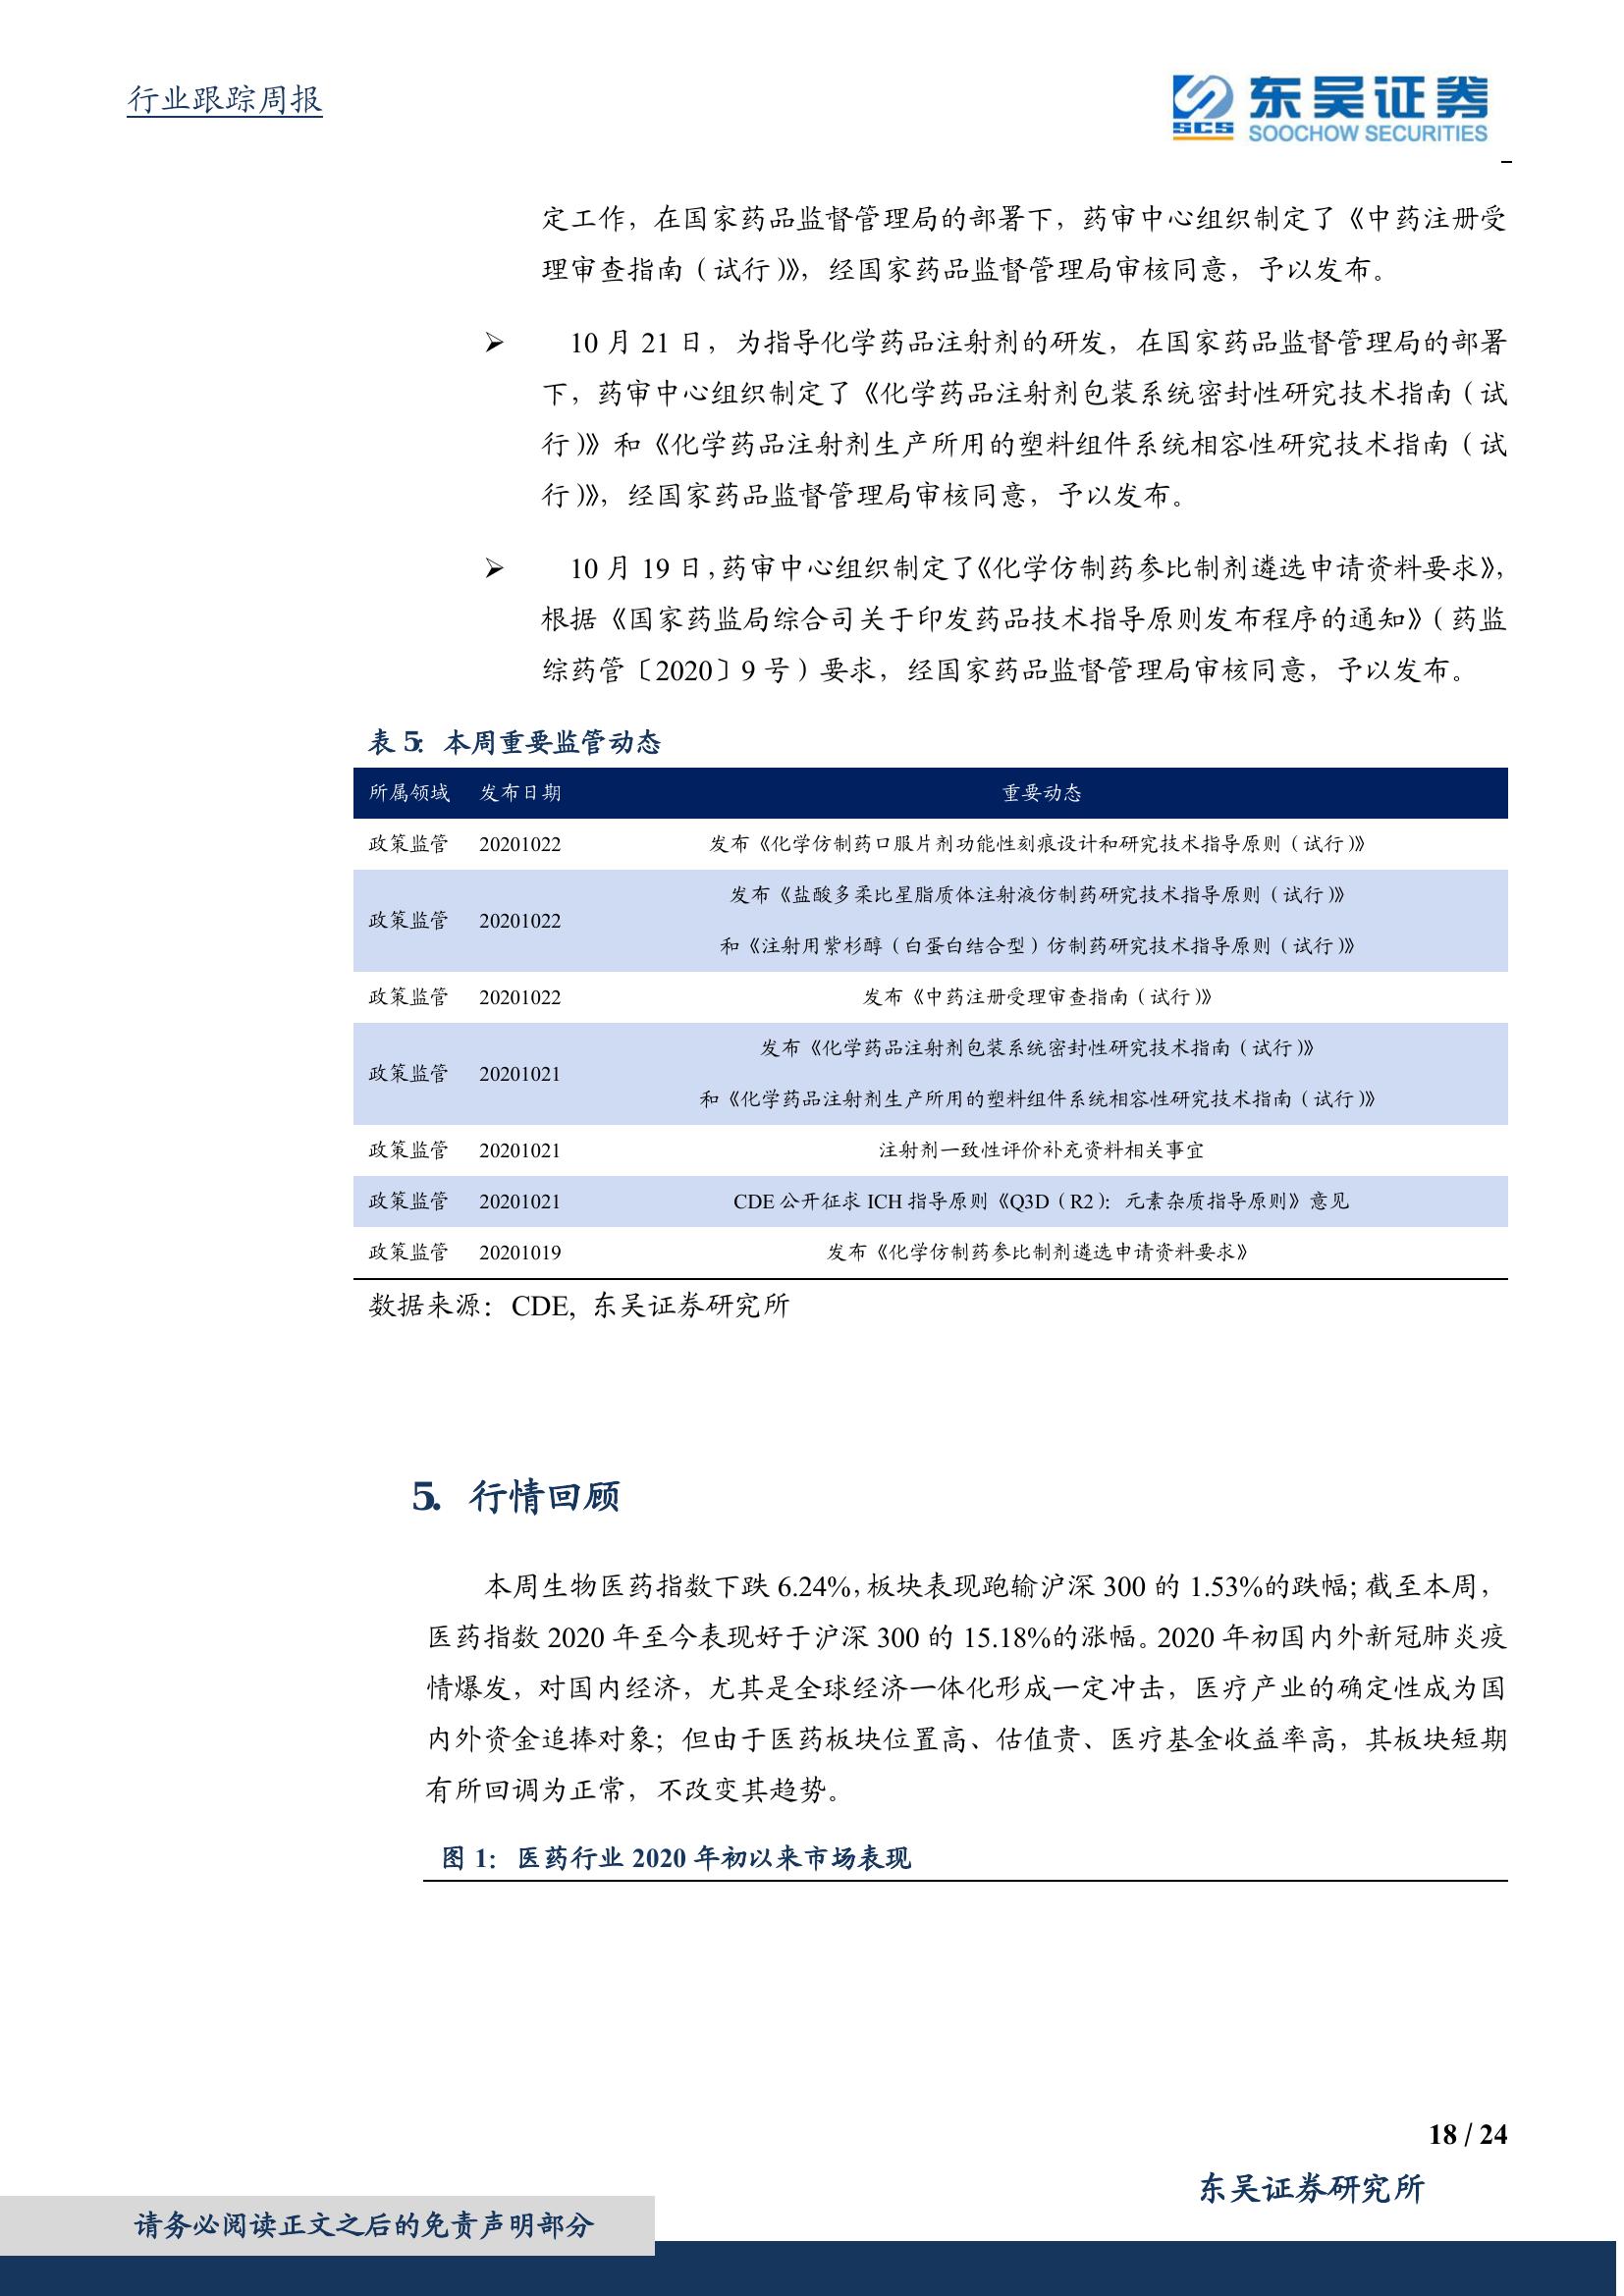 行业跟踪周报
SCS 东吴证券
SOOCHOW SECURITIES
定工作，在国家药品监督管理局的部署下，药审中心组织制定了《中药注册受
理审查指南（试行）》，经国家药品监督管理局审核同意，予以发布。
➢ 10 月 21 日，为指导化学药品注射剂的研发，在国家药品监督管理局的部署
下，药审中心组织制定了《化学药品注射剂包装系统密封性研究技术指南（试
行）》和《化学药品注射剂生产所用的塑料组件系统相容性研究技术指南（试
行）》，经国家药品监督管理局审核同意，予以发布。
➢ 10 月 19 日，药审中心组织制定了《化学仿制药参比制剂遴选申请资料要求》，
根据《国家药监局综合司关于印发药品技术指导原则发布程序的通知》（药监
综药管〔2020〕9 号）要求，经国家药品监督管理局审核同意，予以发布。
表 5：本周重要监管动态
所属领域 发布日期 重要动态
政策监管 20201022 发布《化学仿制药口服片剂功能性刻痕设计和研究技术指导原则（试行）》
政策监管 20201022 发布《盐酸多柔比星脂质体注射液仿制药研究技术指导原则（试行）》
和《注射用紫杉醇（白蛋白结合型）仿制药研究技术指导原则（试行）》
政策监管 20201022 发布《中药注册受理审查指南（试行）》
政策监管 20201021 发布《化学药品注射剂包装系统密封性研究技术指南（试行）》
和《化学药品注射剂生产所用的塑料组件系统相容性研究技术指南（试行）》
政策监管 20201021 注射剂一致性评价补充资料相关事宜
政策监管 20201021 CDE 公开征求 ICH 指导原则《Q3D（R2）：元素杂质指导原则》意见
政策监管 20201019 发布《化学仿制药参比制剂遴选申请资料要求》
数据来源：CDE, 东吴证券研究所
5. 行情回顾
本周生物医药指数下跌 6.24%，板块表现跑输沪深 300 的 1.53%的跌幅；截至本周，
医药指数 2020 年至今表现好于沪深 300 的 15.18%的涨幅。2020 年初国内外新冠肺炎疫
情爆发，对国内经济，尤其是全球经济一体化形成一定冲击，医疗产业的确定性成为国
内外资金追捧对象；但由于医药板块位置高、估值贵、医疗基金收益率高，其板块短期
有所回调为正常，不改变其趋势。
图 1：医药行业 2020 年初以来市场表现
18 / 24
东吴证券研究所
请务必阅读正文之后的免责声明部分